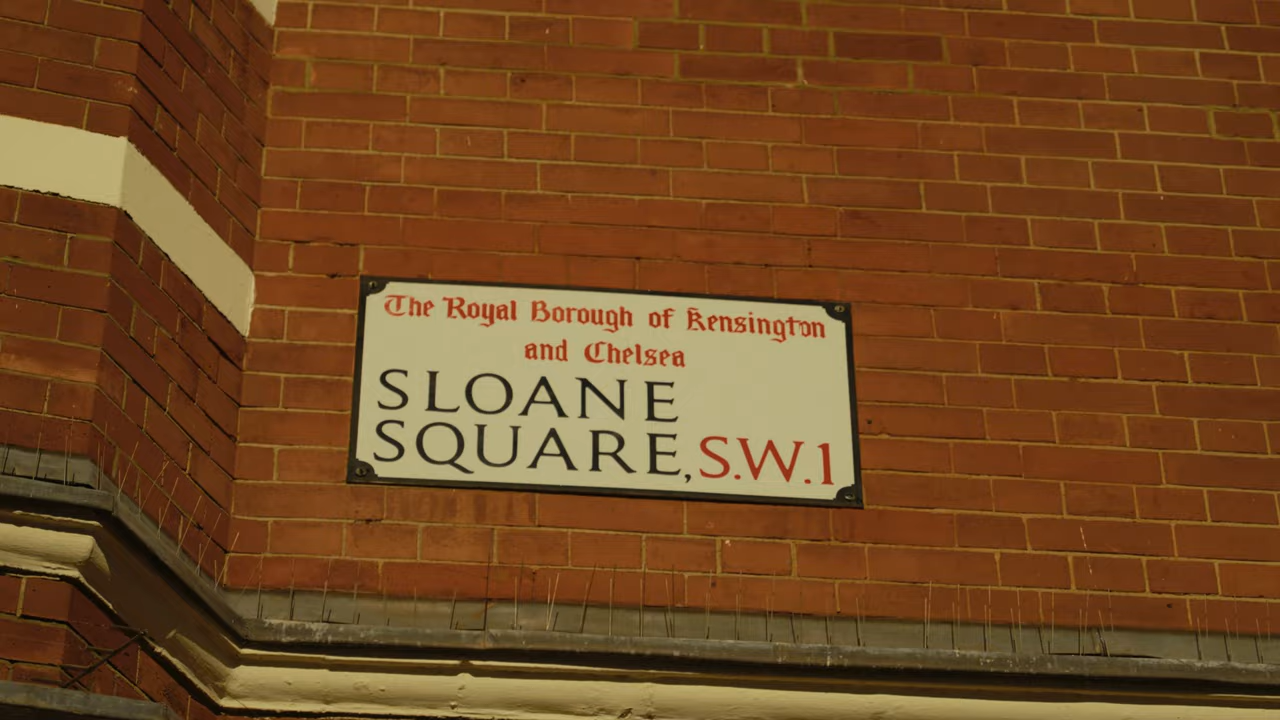 The Royal Borough of Kensington
and Chelsea
SLOANE
SQUARE, S.W.1